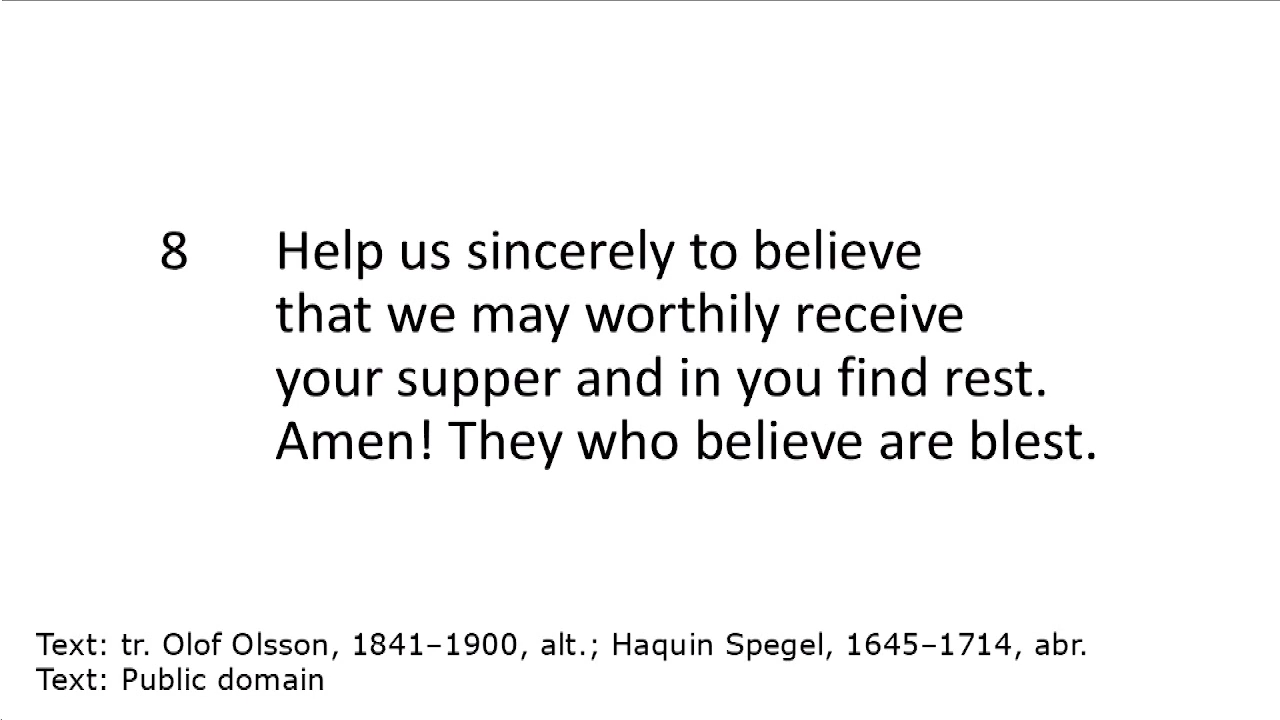 8 Help us sincerely to believe
that we may worthily receive
your supper and in you find rest.
Amen! They who believe are blest.
Text: tr. Olof Olsson, 1841–1900, alt.; Haquin Spegel, 1645–1714, abr.
Text: Public domain